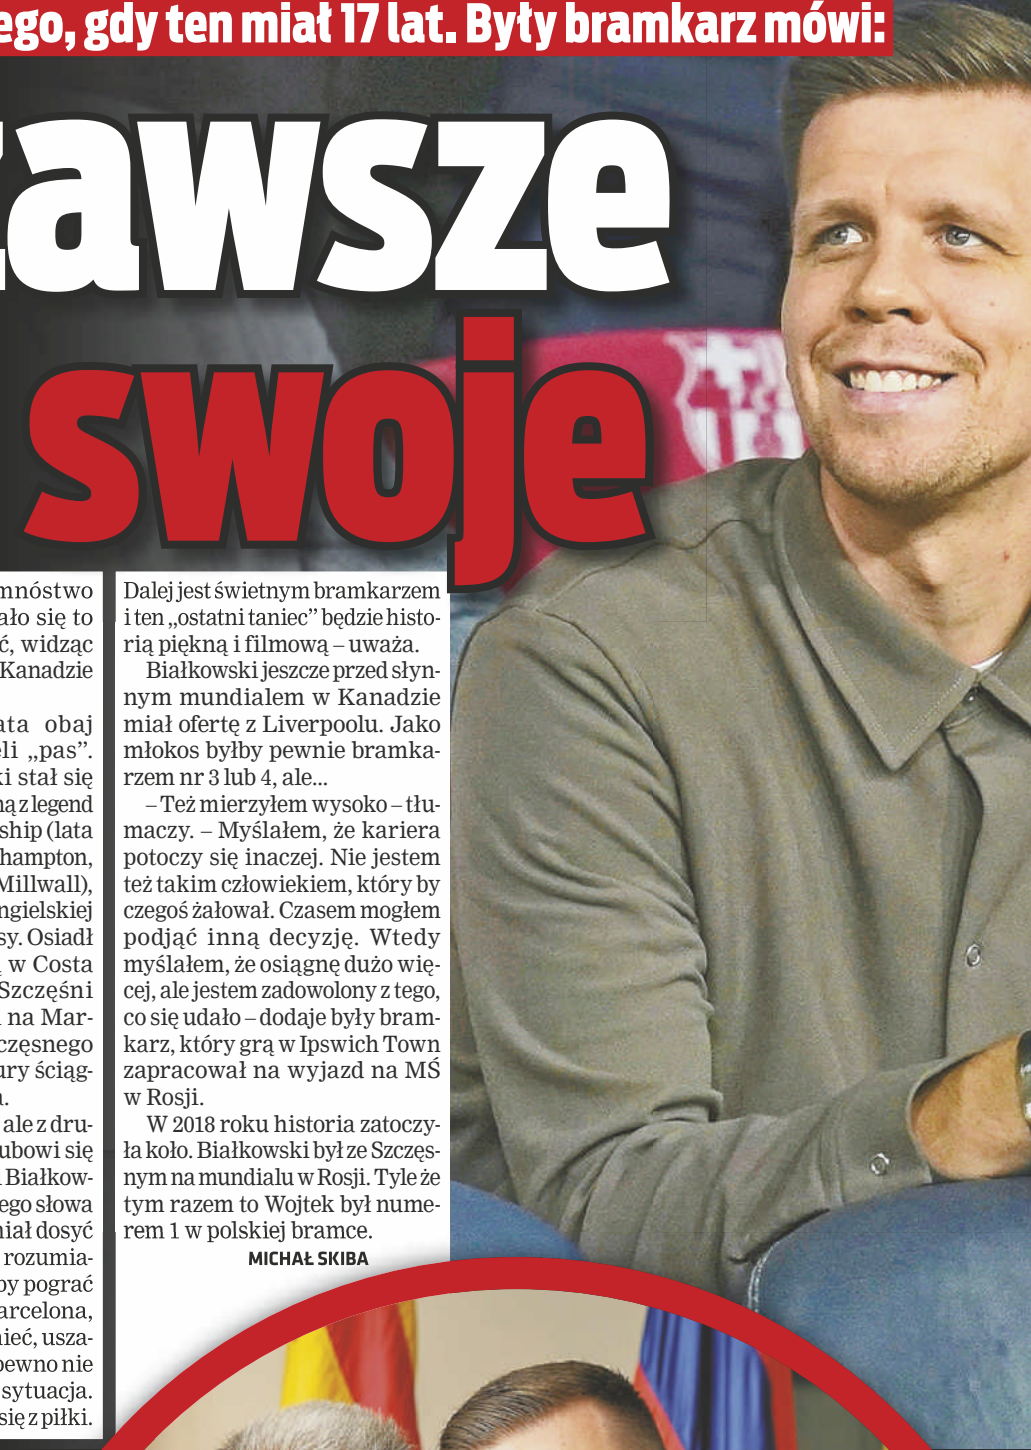 ego, gdy ten miał 17 lat. Były bramkarz mówi:
zawsze
swoje
mnóstwo
ało się to
ć, widząc
Kanadzie
ata obaj
eli „pas”.
ki stał się
ną z legend
ship (lata
hampton,
Millwall),
ngielskiej
sy. Osiadł
w Costa
Szczęśni
na Mar-
częsnego
ury ściąg-
.
ale z dru-
ubowi się
Białkow-
ego słowa
iał dosyć
rozumia-
by pograć
arcelona,
ieć, usza-
pewno nie
sytuacja.
się z piłki.
Dalej jest świetnym bramkarzem
i ten „ostatni taniec” będzie histo-
rią piękną i filmową – uważa.
Białkowski jeszcze przed słyn-
nym mundialem w Kanadzie
miał ofertę z Liverpoolu. Jako
młokos byłby pewnie bramka-
rzem nr 3 lub 4, ale...
– Też mierzyłem wysoko – tłu-
maczy. – Myślałem, że kariera
potoczy się inaczej. Nie jestem
też takim człowiekiem, który by
czegoś żałował. Czasem mogłem
podjąć inną decyzję. Wtedy
myślałem, że osiągnę dużo wię-
cej, ale jestem zadowolony z tego,
co się udało – dodaje były bram-
karz, który grą w Ipswich Town
zapracował na wyjazd na MŚ
w Rosji.
W 2018 roku historia zatoczy-
ła koło. Białkowski był ze Szczęs-
nym na mundialu w Rosji. Tyle że
tym razem to Wojtek był nume-
rem 1 w polskiej bramce.
MICHAŁ SKIBA